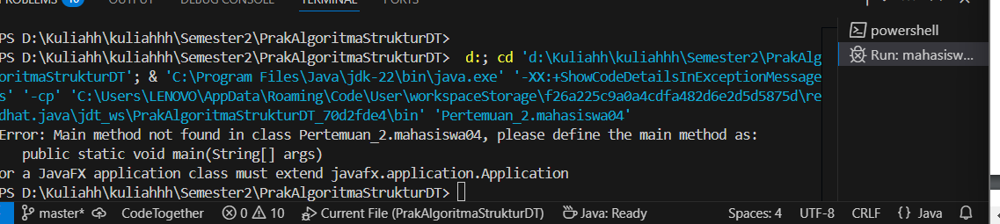 PROBLEMS 10 OUTPUT DEBUG CONSOLE TERMINAL PORTS
PS D:\Kuliahh\kuliahhh\Semester2\PrakAlgoritmaStrukturDT>
PS D:\Kuliahh\kuliahhh\Semester2\PrakAlgoritmaStrukturDT> d:; cd 'd:\Kuliahh\kuliahhh\Semester2\PrakAlg
oritmaStrukturDT'; & 'C:\Program Files\Java\jdk-22\bin\java.exe' '-XX:+ShowCodeDetailsInExceptionMessage
s' '-cp' 'C:\Users\LENOVO\AppData\Roaming\Code\User\workspaceStorage\f26a225c9a0a4cdfa482d6e2d5d5875d\re
dhat.java\jdt_ws\PrakAlgoritmaStrukturDT_70d2fde4\bin' 'Pertemuan_2.mahasiswa04'
Error: Main method not found in class Pertemuan_2.mahasiswa04, please define the main method as:
public static void main(String[] args)
or a JavaFX application class must extend javafx.application.Application
PS D:\Kuliahh\kuliahhh\Semester2\PrakAlgoritmaStrukturDT>
powershell
Run: mahasisw...
master* CodeTogether 0 10 Current File (PrakAlgoritmaStrukturDT) Java: Ready Spaces: 4 UTF-8 CRLF {} Java